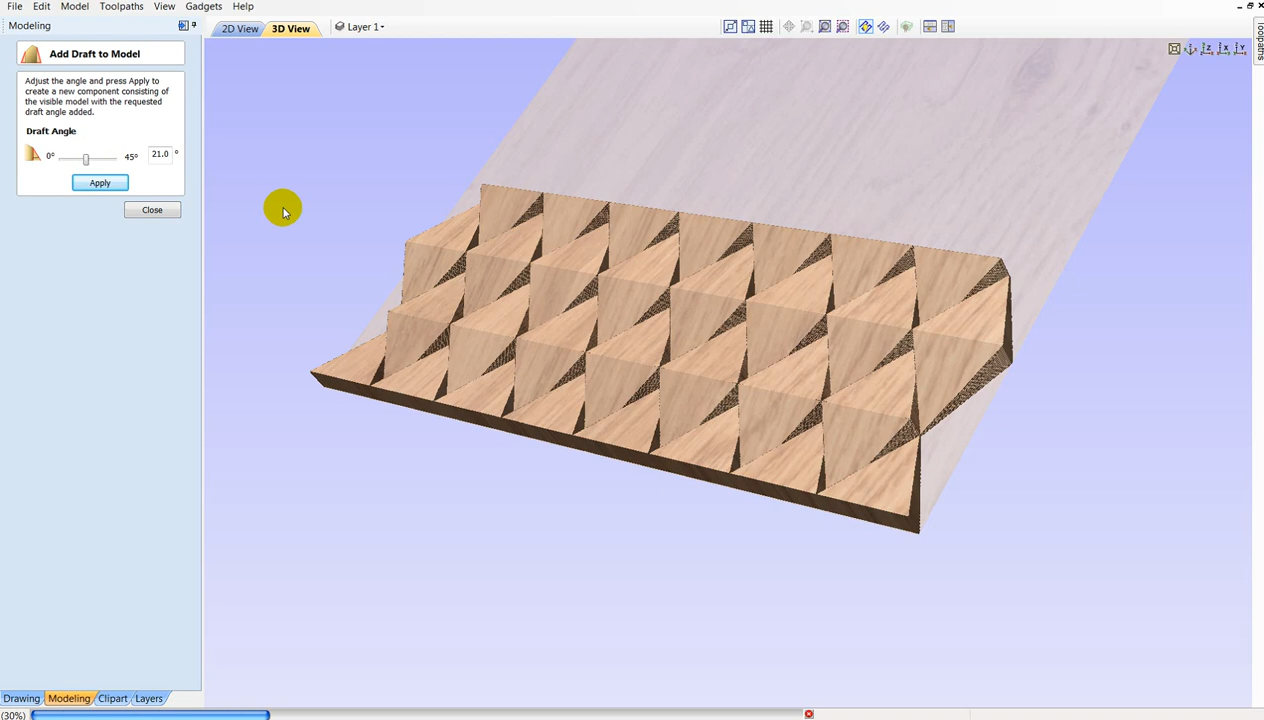 File Edit Model Toolpaths View Gadgets Help
Modeling
2D View 3D View Layer 1
Toolpaths
Z X Y
Add Draft to Model
Adjust the angle and press Apply to
create a new component consisting of
the visible model with the requested
draft angle added.
Draft Angle
0° 45° 21.0 °
Apply
Close
Drawing Modeling Clipart Layers
(30%)